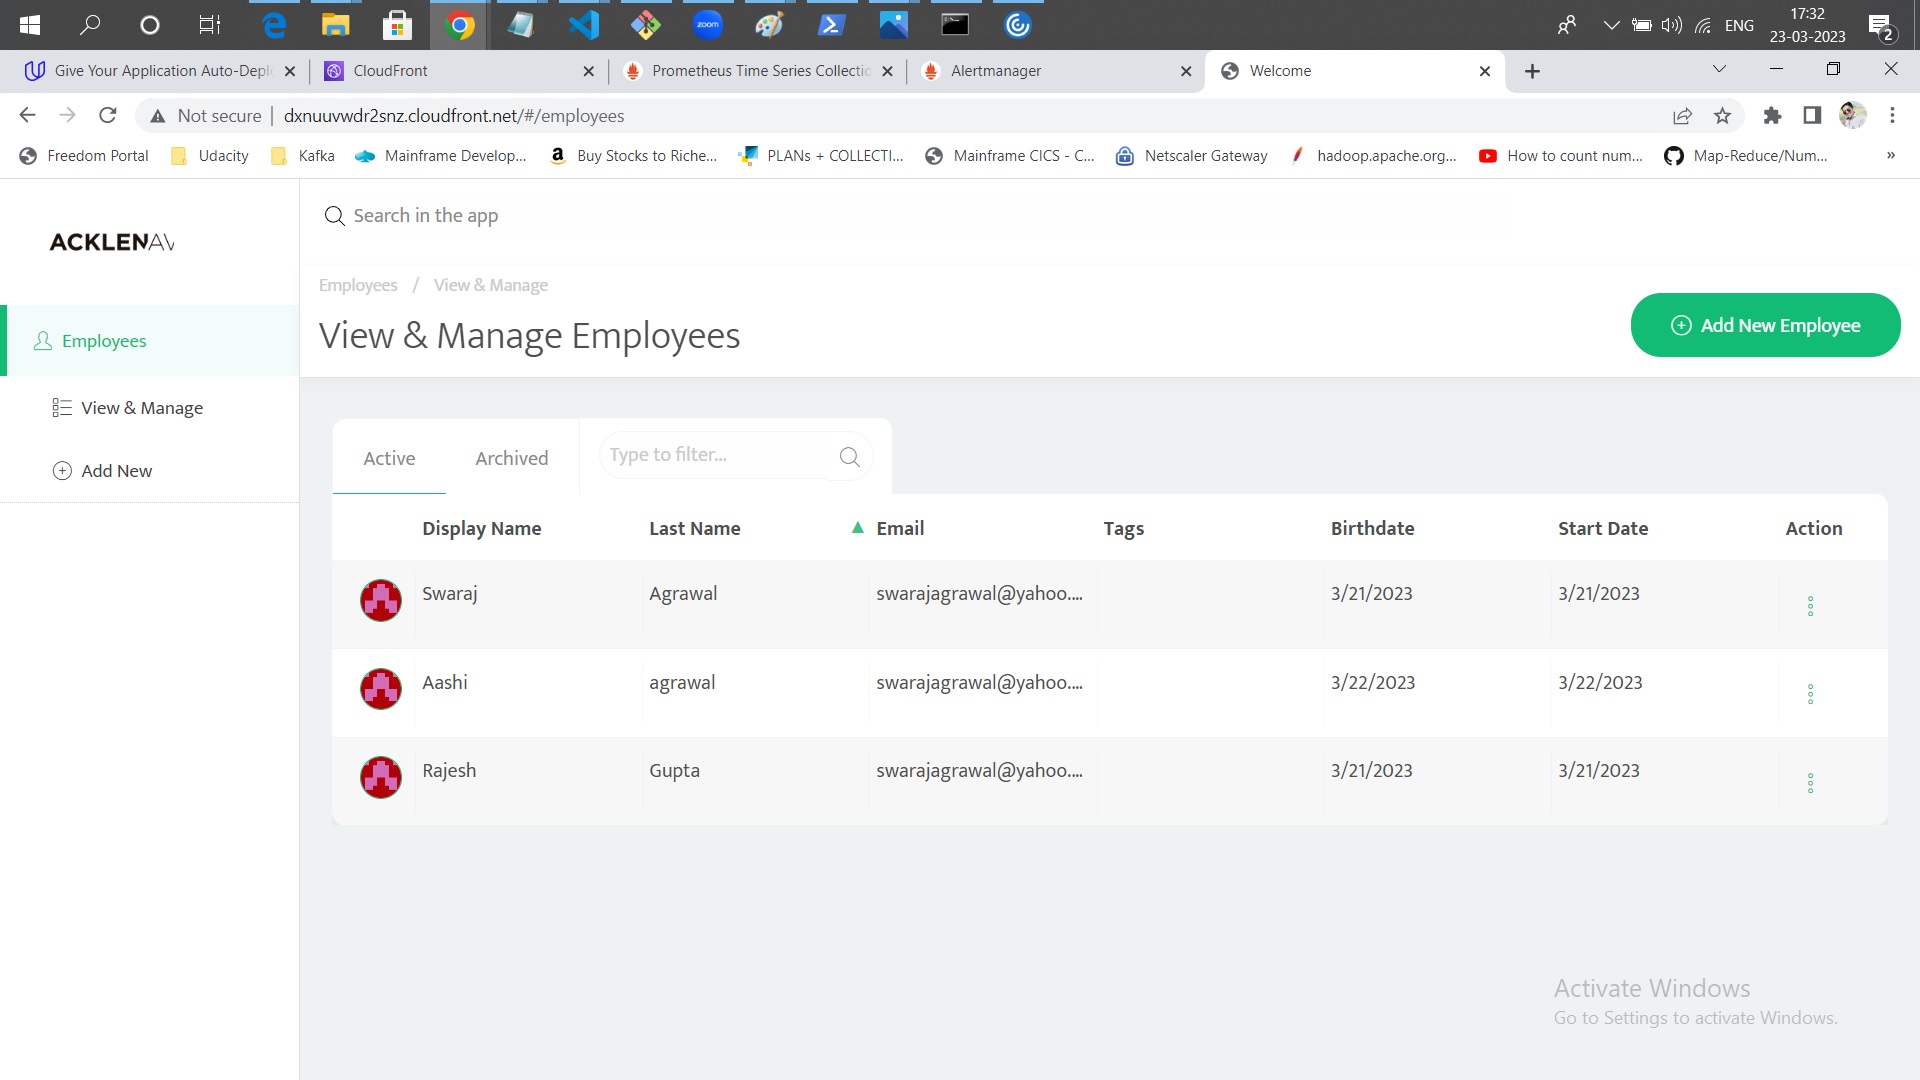 ENG
17:32
23-03-2023
2
zoom
Give Your Application Auto-Depl
CloudFront
Prometheus Time Series Collectic
Alertmanager
Welcome
Not secure
dxnuuvwdr2snz.cloudfront.net/#/employees
Freedom Portal
Udacity
Kafka
Mainframe Develop...
Buy Stocks to Riche...
PLANs + COLLECTI...
Mainframe CICS - C...
Netscaler Gateway
hadoop.apache.org...
How to count num...
Map-Reduce/Num...
»
ACKLENAV
Search in the app
Employees / View & Manage
View & Manage Employees
Add New Employee
Employees
View & Manage
Add New
Active
Archived
Type to filter...
Display Name Last Name Email Tags Birthdate Start Date Action
Swaraj Agrawal swarajagrawal@yahoo.... 3/21/2023 3/21/2023
Aashi agrawal swarajagrawal@yahoo.... 3/22/2023 3/22/2023
Rajesh Gupta swarajagrawal@yahoo.... 3/21/2023 3/21/2023
Activate Windows
Go to Settings to activate Windows.